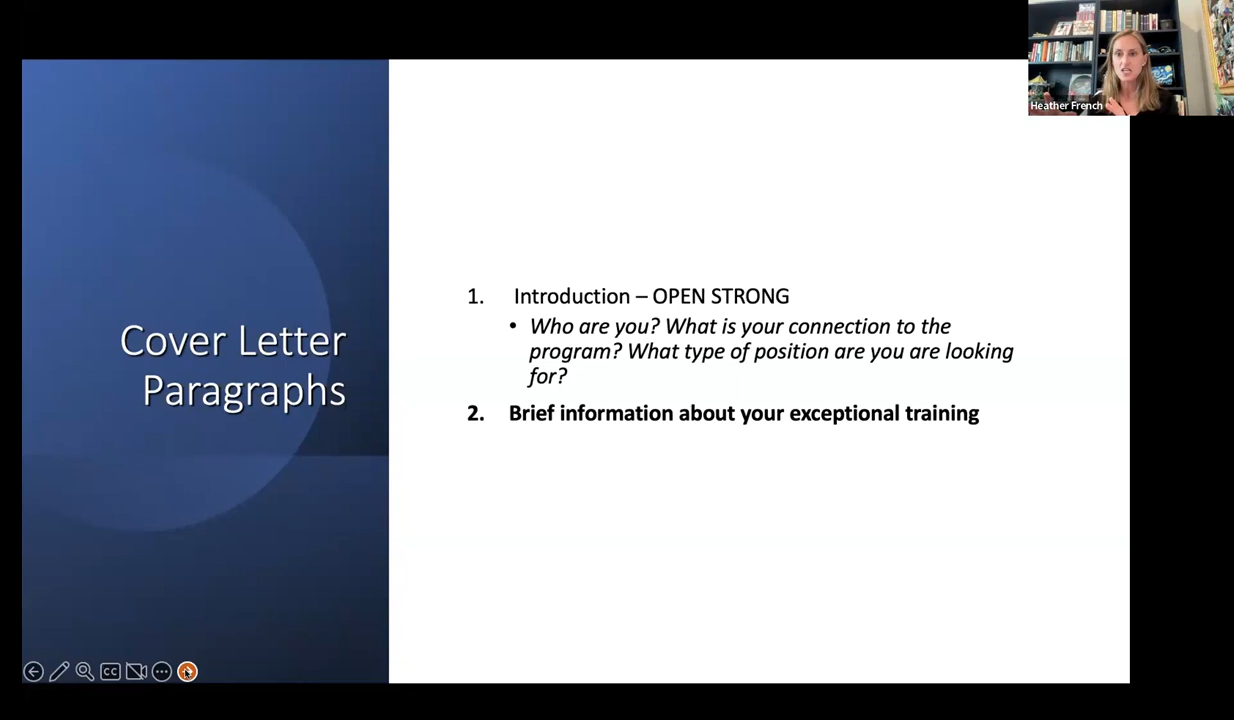 Heather French
Cover Letter
Paragraphs
1. Introduction – OPEN STRONG
• Who are you? What is your connection to the
program? What type of position are you are looking
for?
2. Brief information about your exceptional training
CC